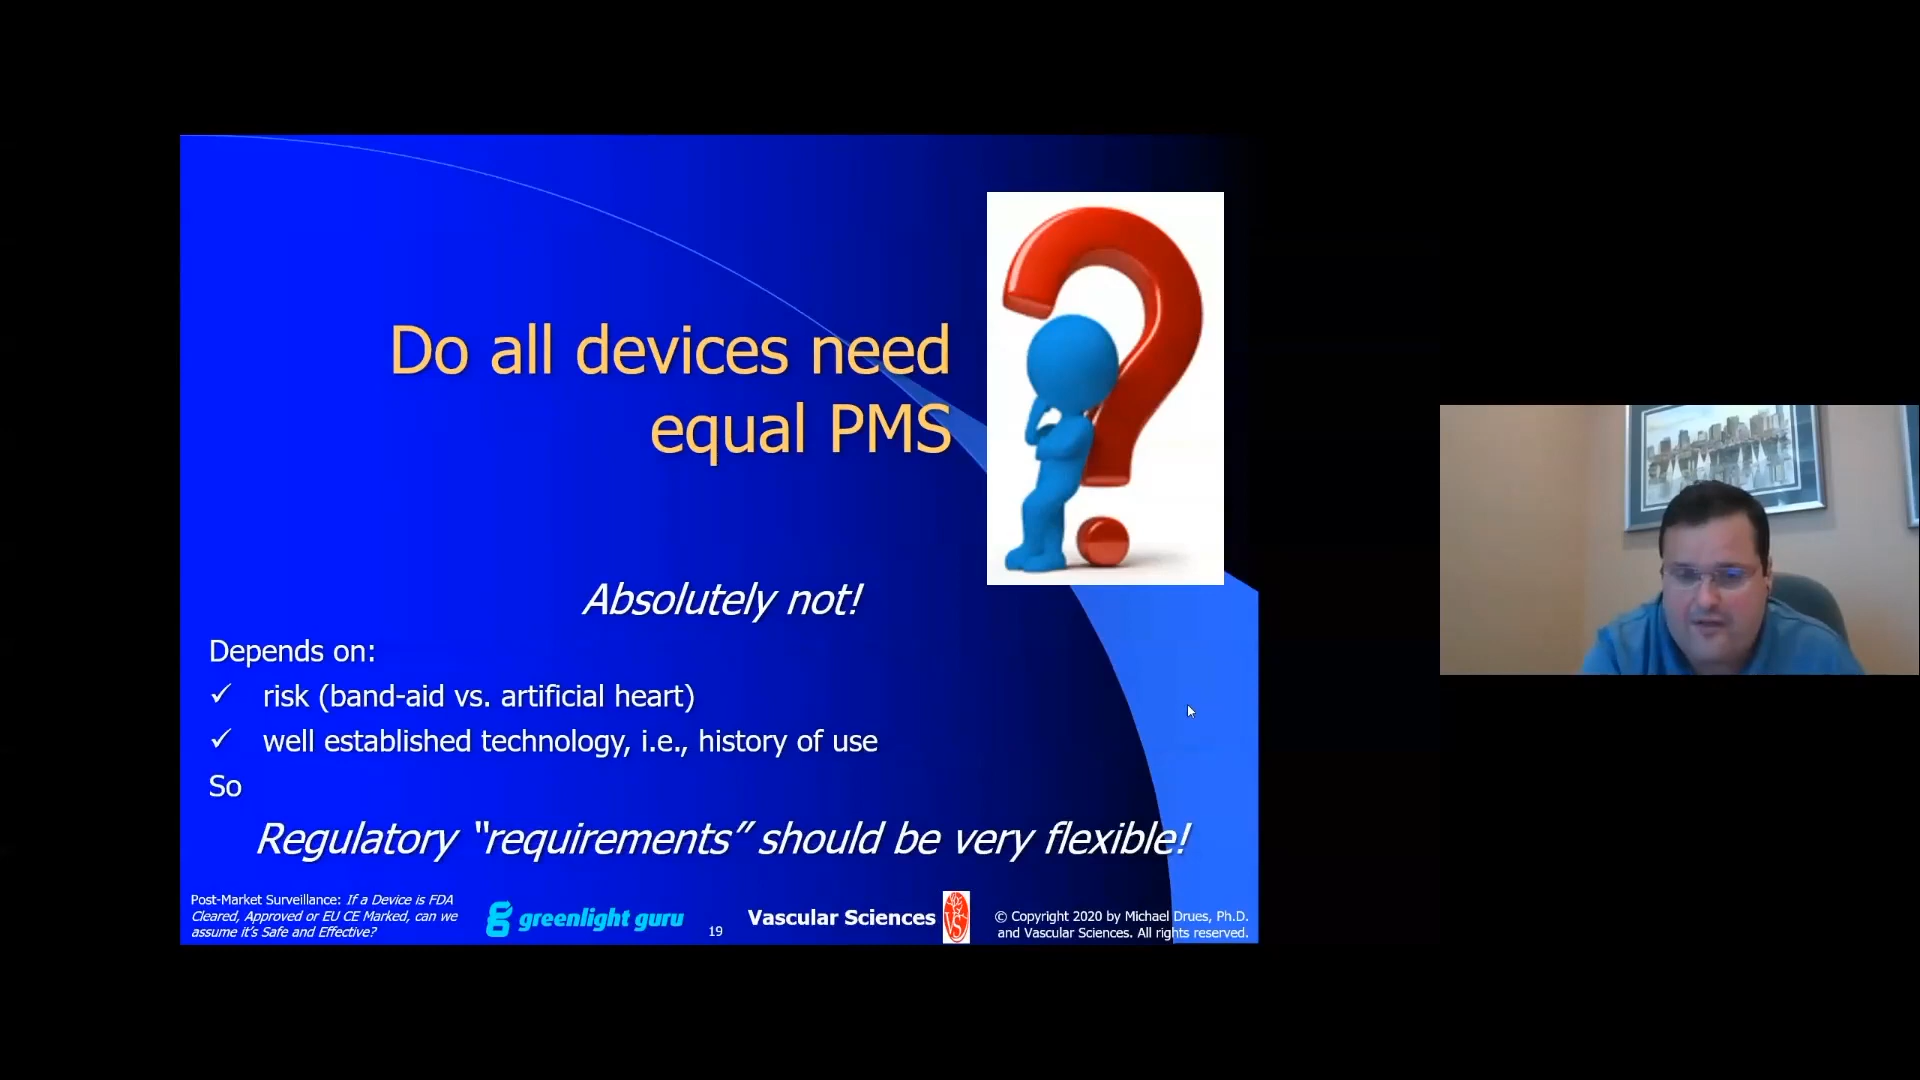 Do all devices need
equal PMS
Absolutely not!
Depends on:
✓ risk (band-aid vs. artificial heart)
✓ well established technology, i.e., history of use
So
Regulatory “requirements” should be very flexible!
Post-Market Surveillance: If a Device is FDA
Cleared, Approved or EU CE Marked, can we
assume it’s Safe and Effective?
greenlight guru
19
Vascular Sciences
VS
© Copyright 2020 by Michael Drues, Ph.D.
and Vascular Sciences. All rights reserved.